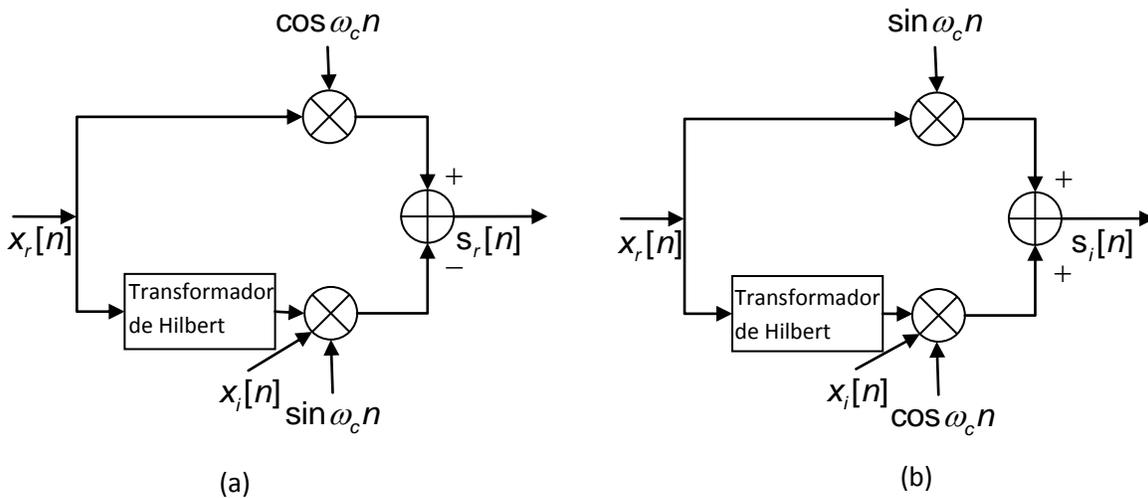 cos ω_c n
sin ω_c n
+
+
x_r[n]
s_r[n]
x_r[n]
s_i[n]
−
+
Transformador
de Hilbert
Transformador
de Hilbert
x_i[n]
sin ω_c n
x_i[n]
cos ω_c n
(a)
(b)